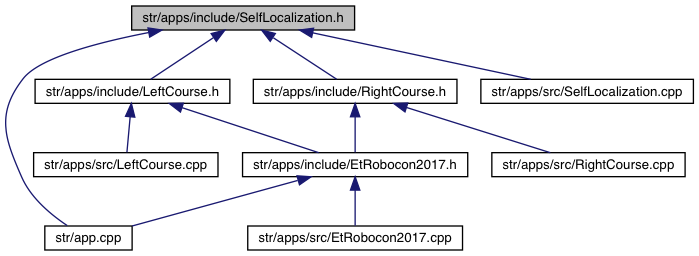 str/apps/include/SelfLocalization.h
str/apps/include/LeftCourse.h
str/apps/include/RightCourse.h
str/apps/src/SelfLocalization.cpp
str/apps/src/LeftCourse.cpp
str/apps/include/EtRobocon2017.h
str/apps/src/RightCourse.cpp
str/app.cpp
str/apps/src/EtRobocon2017.cpp